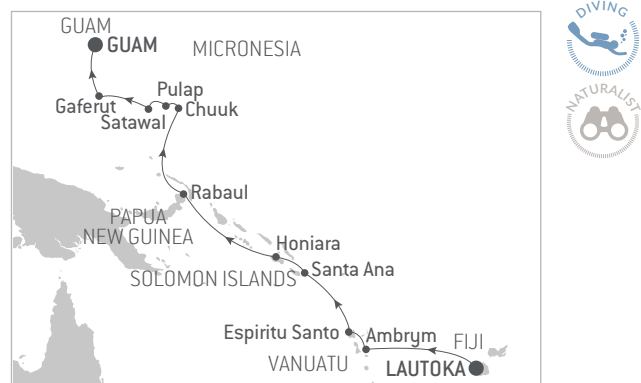 GUAM
GUAM
MICRONESIA
Pulap
Gaferut
Chuuk
Satawal
Rabaul
PAPUA
NEW GUINEA
Honiara
SOLOMON ISLANDS
Santa Ana
Espiritu Santo
Ambrym
FIJI
VANUATU
LAUTOKA
DIVING
NATURALIST